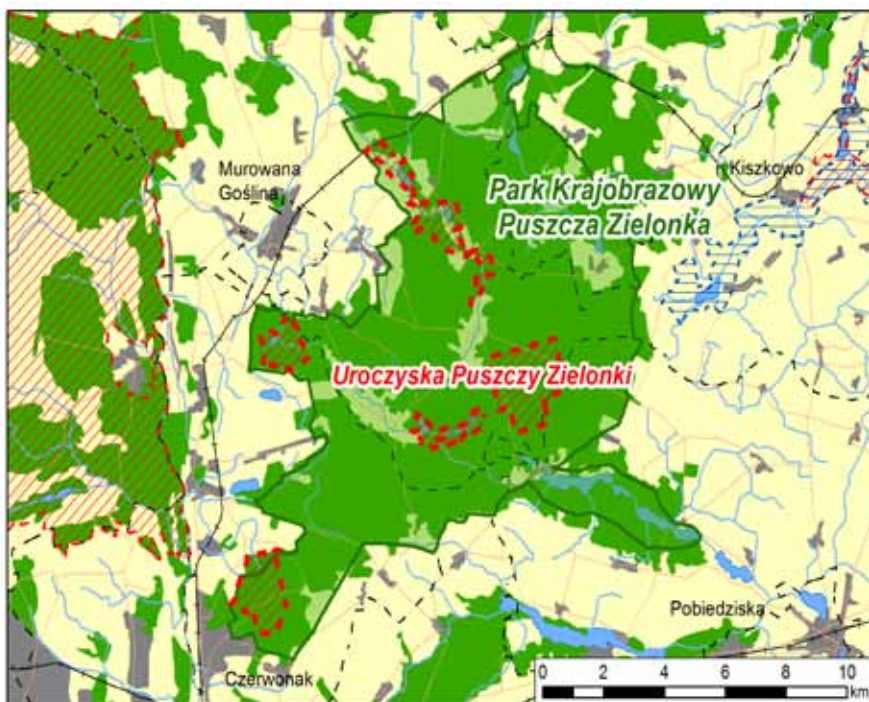 Murowana
Goślina
Kiszkowo
Park Krajobrazowy
Puszcza Zielonka
Uroczyska Puszczy Zielonki
Pobiedziska
Czerwonak
0 2 4 6 8 10
km